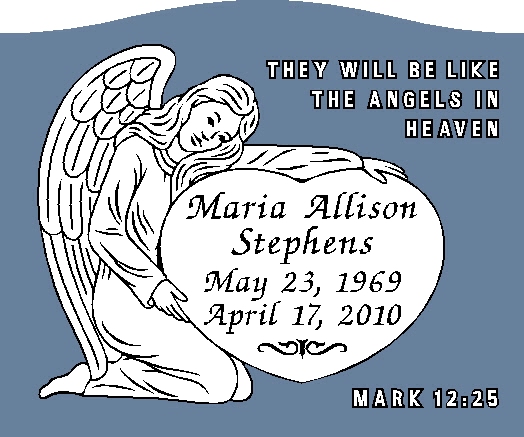 THEY WILL BE LIKE
THE ANGELS IN
HEAVEN
Maria Allison
Stephens
May 23, 1969
April 17, 2010
MARK 12:25